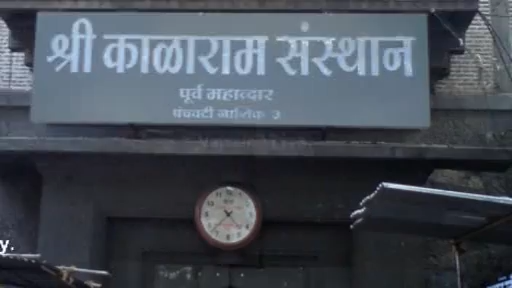 श्री काळाराम संस्थान
पूर्व महाव्दार
पंचवटी नाशिक ३
y.